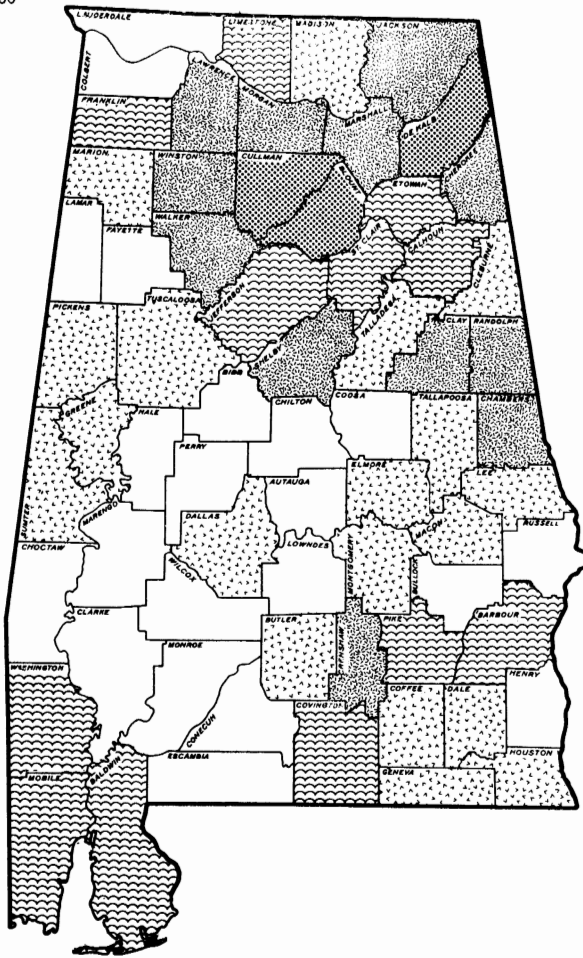 LAUDERDALE
LIMESTONE
MADISON
JACKSON
COLBERT
LAWRENCE
MORGAN
FRANKLIN
MARSHALL
DE KALB
MARION
WINSTON
CULLMAN
BLOUNT
CHEROKEE
ETOWAH
LAMAR
WALKER
FAYETTE
ST. CLAIR
CALHOUN
CLEBURNE
JEFFERSON
PICKENS
TUSCALOOSA
TALLADEGA
SHELBY
CLAY
RANDOLPH
BIBB
GREENE
HALE
CHILTON
COOSA
TALLAPOOSA
CHAMBERS
PERRY
ELMORE
LEE
SUMTER
AUTAUGA
MARENGO
DALLAS
MACON
RUSSELL
CHOCTAW
LOWNDES
MONTGOMERY
BULLOCK
WILCOX
CLARKE
BUTLER
PIKE
BARBOUR
MONROE
WASHINGTON
CONECUH
COVINGTON
COFFEE
DALE
HENRY
ESCAMBIA
HOUSTON
MOBILE
BALDWIN
GENEVA